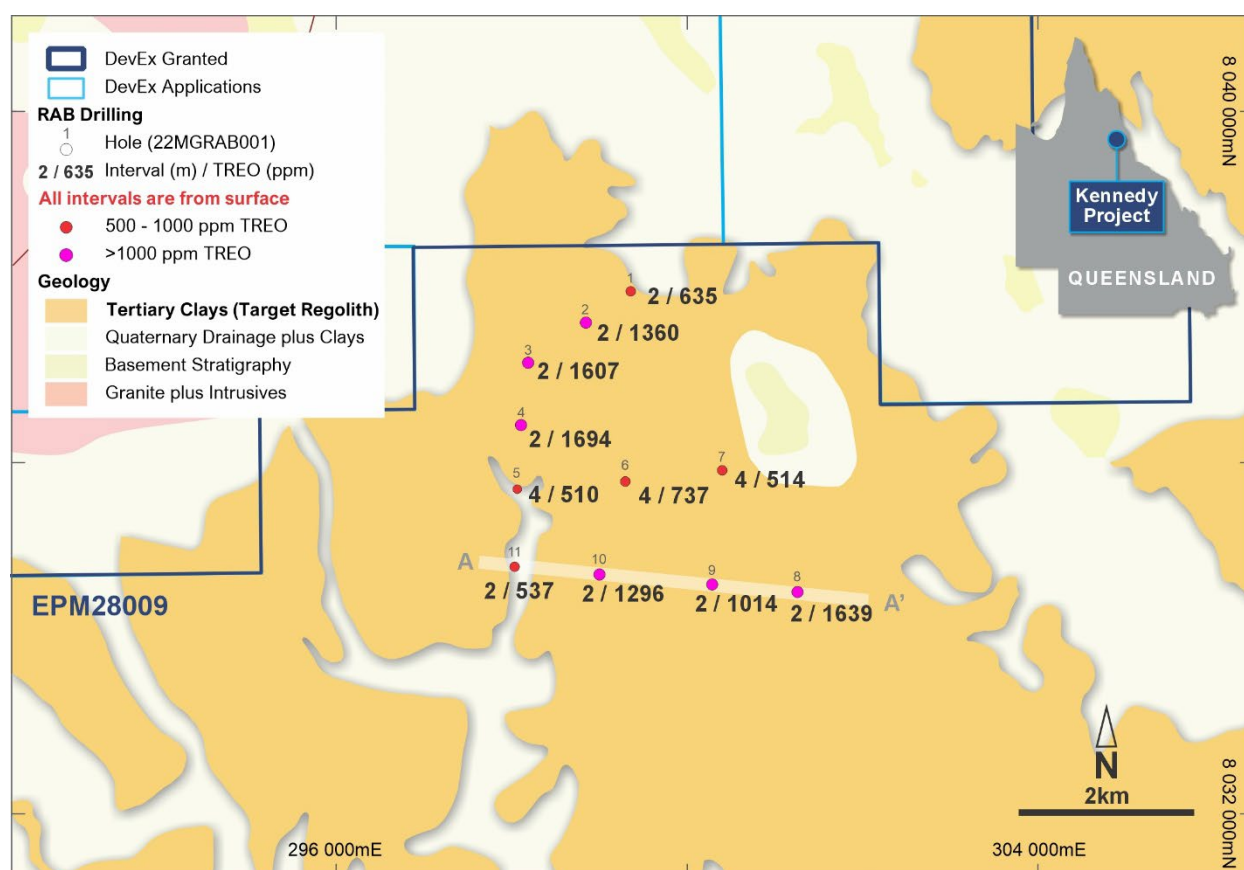 DevEx Granted
DevEx Applications
RAB Drilling
1
Hole (22MGRAB001)
2 / 635 Interval (m) / TREO (ppm)
All intervals are from surface
500 - 1000 ppm TREO
>1000 ppm TREO
Geology
Tertiary Clays (Target Regolith)
Quaternary Drainage plus Clays
Basement Stratigraphy
Granite plus Intrusives
8 040 000mN
Kennedy
Project
QUEENSLAND
1
2 / 635
2
2 / 1360
3
2 / 1607
4
2 / 1694
5
4 / 510
6
4 / 737
7
4 / 514
A
11
2 / 537
10
2 / 1296
9
2 / 1014
8
2 / 1639
A'
EPM28009
N
2km
8 032 000mN
296 000mE
304 000mE